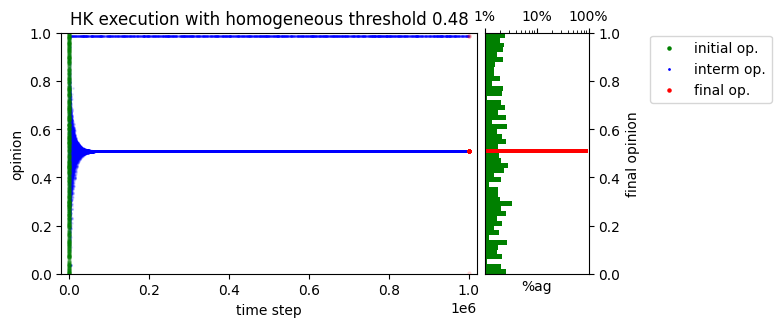 HK execution with homogeneous threshold 0.48
1% 10% 100%
initial op.
interm op.
final op.
1.0
0.8
0.6
0.4
0.2
0.0
opinion
0.0 0.2 0.4 0.6 0.8 1.0
1e6
time step
%ag
1.0
0.8
0.6
0.4
0.2
0.0
final opinion